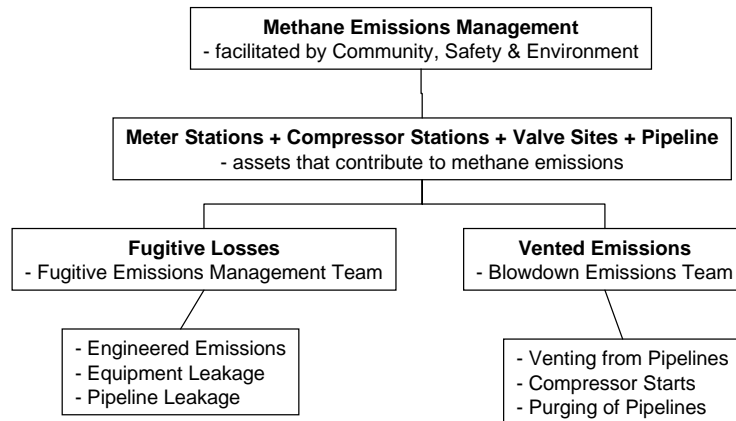 Methane Emissions Management
- facilitated by Community, Safety & Environment
Meter Stations + Compressor Stations + Valve Sites + Pipeline
- assets that contribute to methane emissions
Fugitive Losses
- Fugitive Emissions Management Team
Vented Emissions
- Blowdown Emissions Team
- Engineered Emissions
- Equipment Leakage
- Pipeline Leakage
- Venting from Pipelines
- Compressor Starts
- Purging of Pipelines